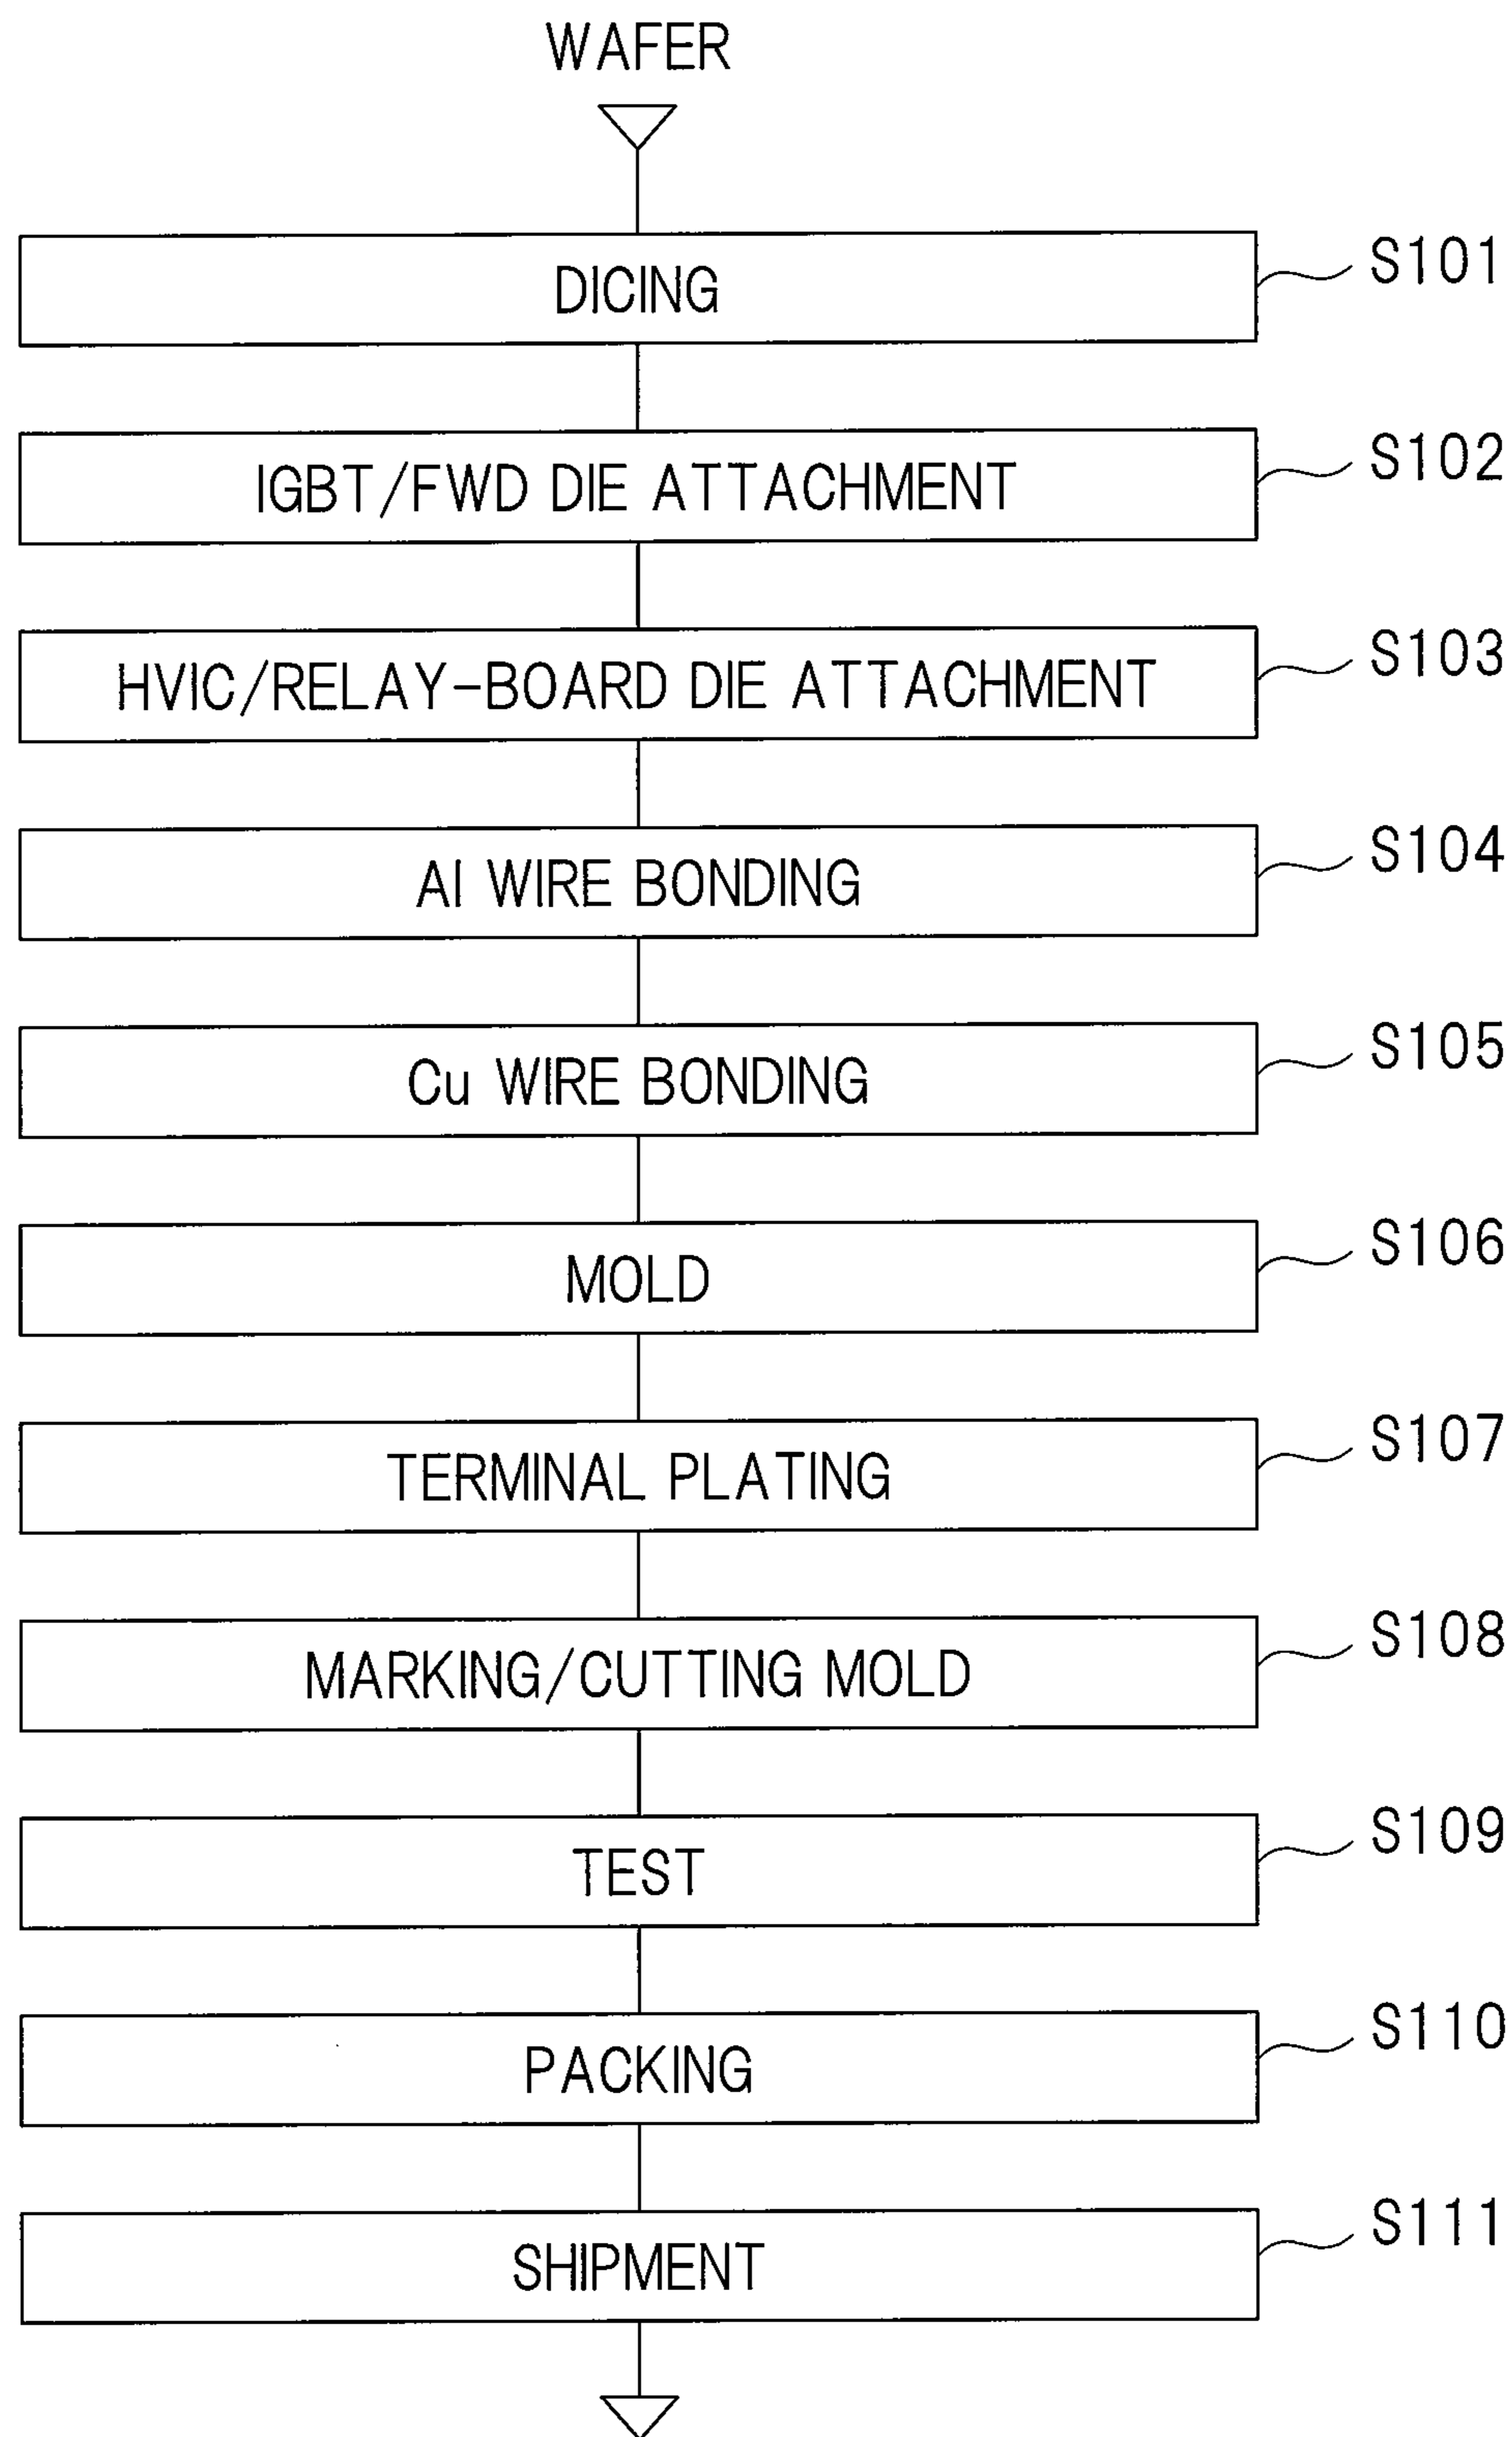 WAFER
DICING S101
IGBT/FWD DIE ATTACHMENT S102
HVIC/RELAY-BOARD DIE ATTACHMENT S103
Al WIRE BONDING S104
Cu WIRE BONDING S105
MOLD S106
TERMINAL PLATING S107
MARKING/CUTTING MOLD S108
TEST S109
PACKING S110
SHIPMENT S111